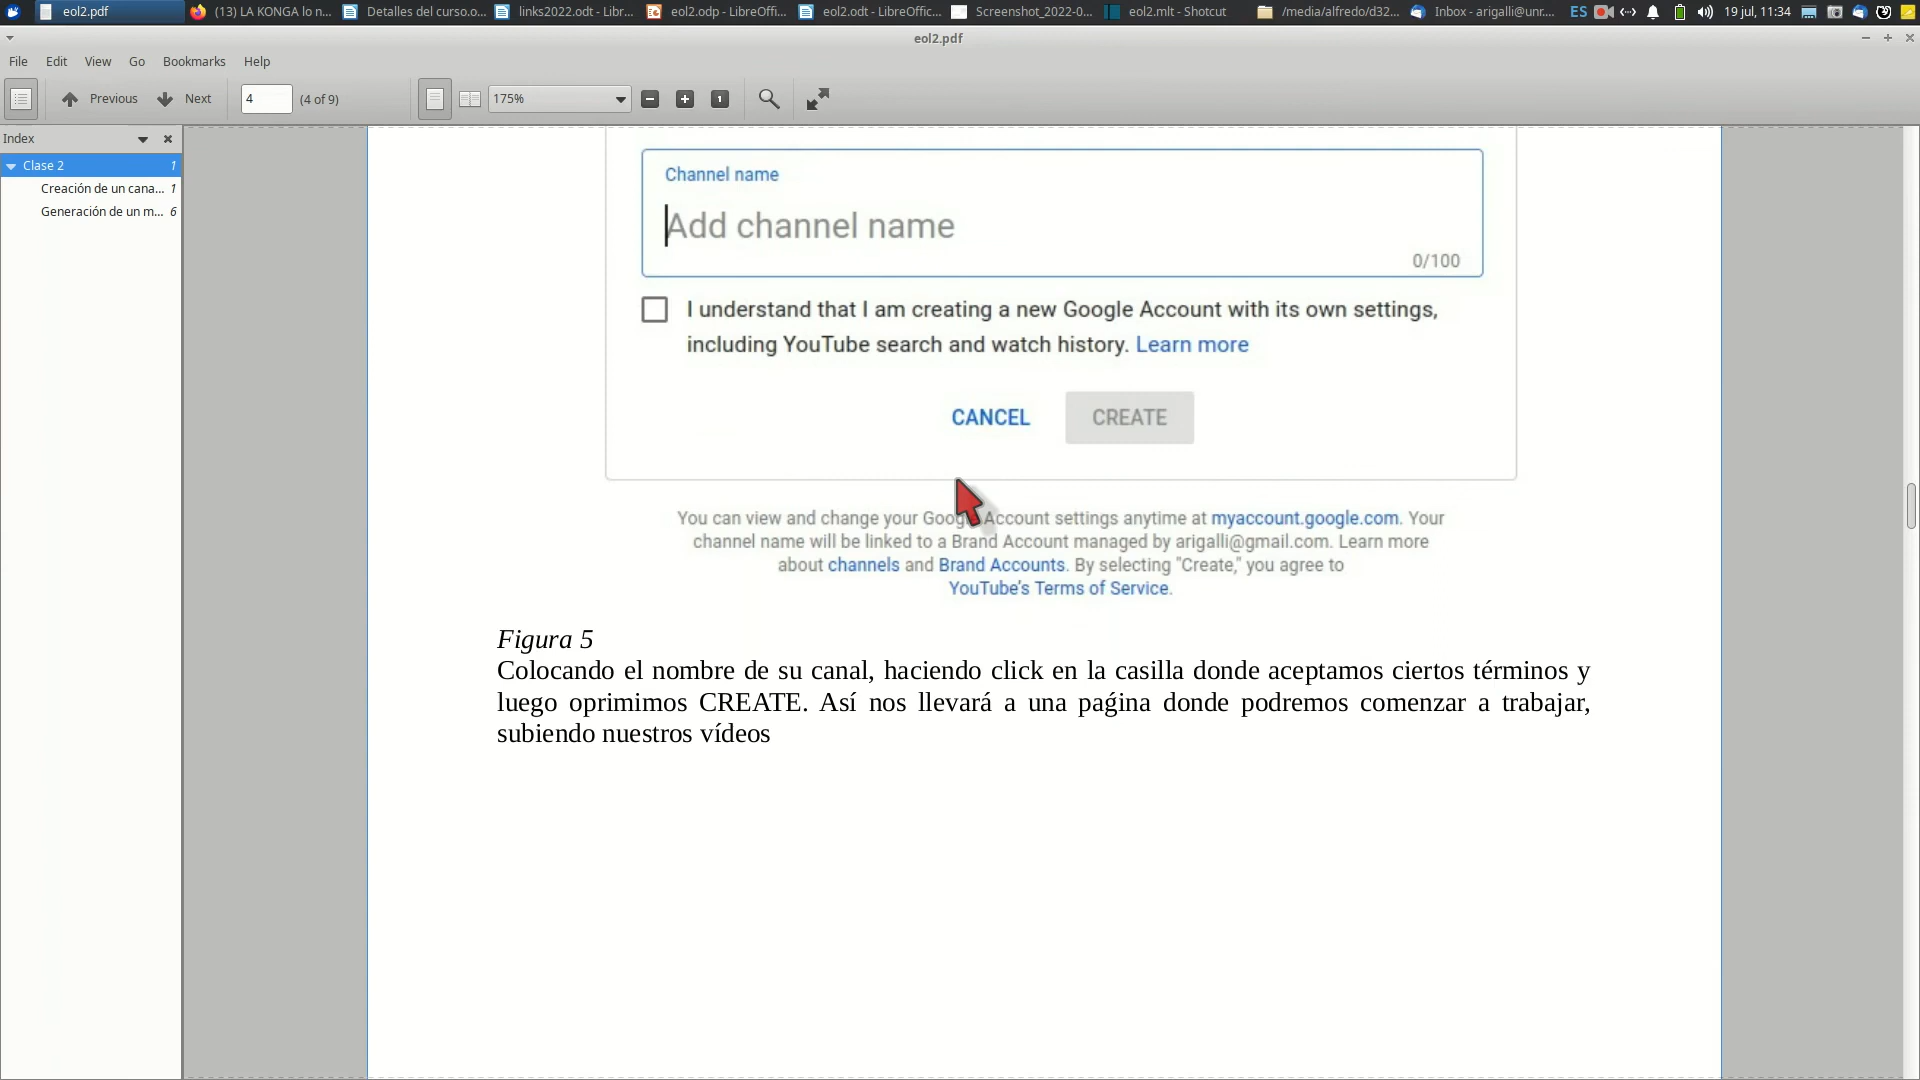 eol2.pdf
(13) LA KONGA lo n...
Detalles del curso.o...
links2022.odt - Libr...
eol2.odp - LibreOffi...
eol2.odt - LibreOffic...
Screenshot_2022-0...
eol2.mlt - Shotcut
/media/alfredo/d32...
Inbox - arigalli@unr....
ES
19 jul, 11:34
eol2.pdf
File Edit View Go Bookmarks Help
Previous Next 4 (4 of 9) 175%
Index
Clase 2 1
Creación de un cana... 1
Generación de un m... 6
Channel name
Add channel name
0/100
I understand that I am creating a new Google Account with its own settings,
including YouTube search and watch history. Learn more
CANCEL CREATE
You can view and change your Google Account settings anytime at myaccount.google.com. Your
channel name will be linked to a Brand Account managed by arigalli@gmail.com. Learn more
about channels and Brand Accounts. By selecting "Create," you agree to
YouTube's Terms of Service.
Figura 5
Colocando el nombre de su canal, haciendo click en la casilla donde aceptamos ciertos términos y
luego oprimimos CREATE. Así nos llevará a una paǵina donde podremos comenzar a trabajar,
subiendo nuestros vídeos